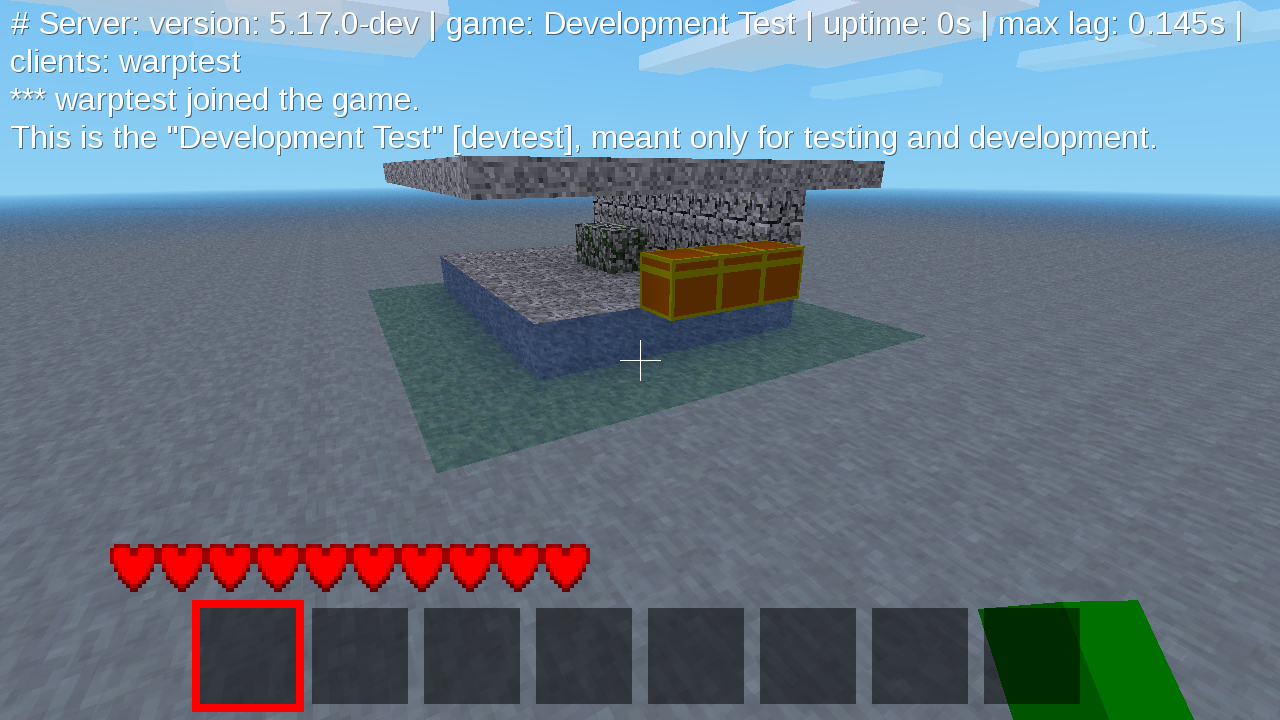 # Server: version: 5.17.0-dev | game: Development Test | uptime: 0s | max lag: 0.145s |
clients: warptest
*** warptest joined the game.
This is the "Development Test" [devtest], meant only for testing and development.